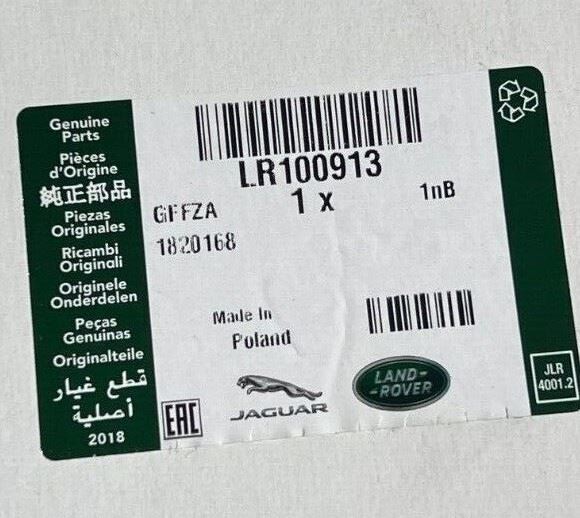 Genuine
Parts
Pièces
d'Origine
純正部品
Piezas
Originales
Ricambi
Originali
Originele
Onderdelen
Peças
Genuinas
Originalteile
قطع غيار
أصلية
2018
LR100913
1 x
1nB
GFFZA
1820168
Made In
Poland
EAC
JAGUAR
LAND-
-ROVER
JLR
4001.2